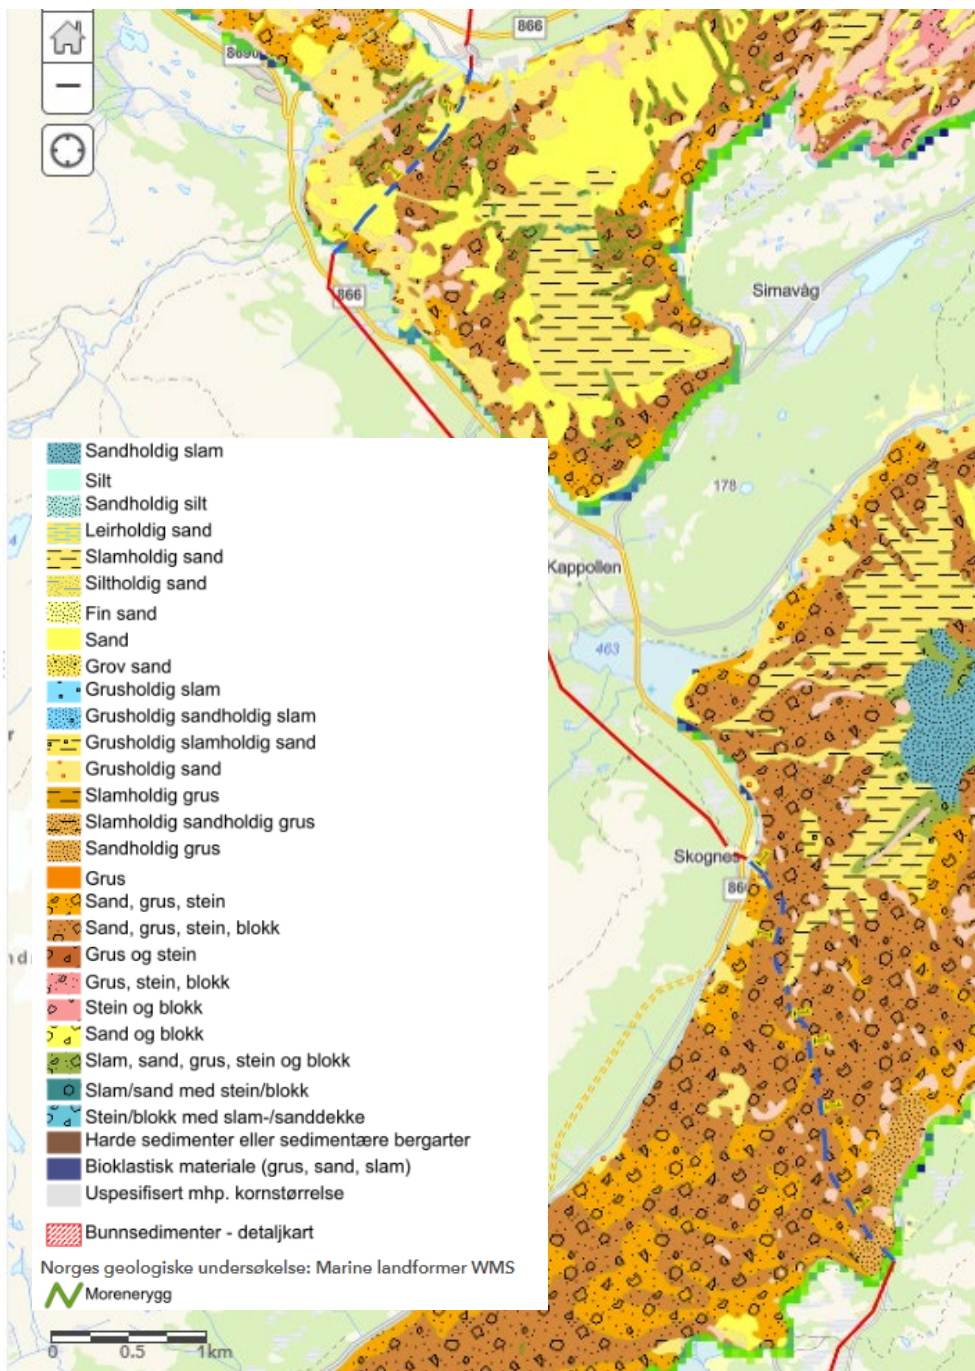 866
8690
866
Simavåg
178
Kappollen
463
Skognes
Sandholdig slam
Silt
Sandholdig silt
Leirholdig sand
Slamholdig sand
Siltholdig sand
Fin sand
Sand
Grov sand
Grusholdig slam
Grusholdig sandholdig slam
Grusholdig slamholdig sand
Grusholdig sand
Slamholdig grus
Slamholdig sandholdig grus
Sandholdig grus
Grus
Sand, grus, stein
Sand, grus, stein, blokk
Grus og stein
Grus, stein, blokk
Stein og blokk
Sand og blokk
Slam, sand, grus, stein og blokk
Slam/sand med stein/blokk
Stein/blokk med slam-/sanddekke
Harde sedimenter eller sedimentære bergarter
Bioklastisk materiale (grus, sand, slam)
Uspesifisert mhp. kornstørrelse
Bunnsedimenter - detaljkart
Norges geologiske undersøkelse: Marine landformer WMS
Morenerygg
0 0.5 1km